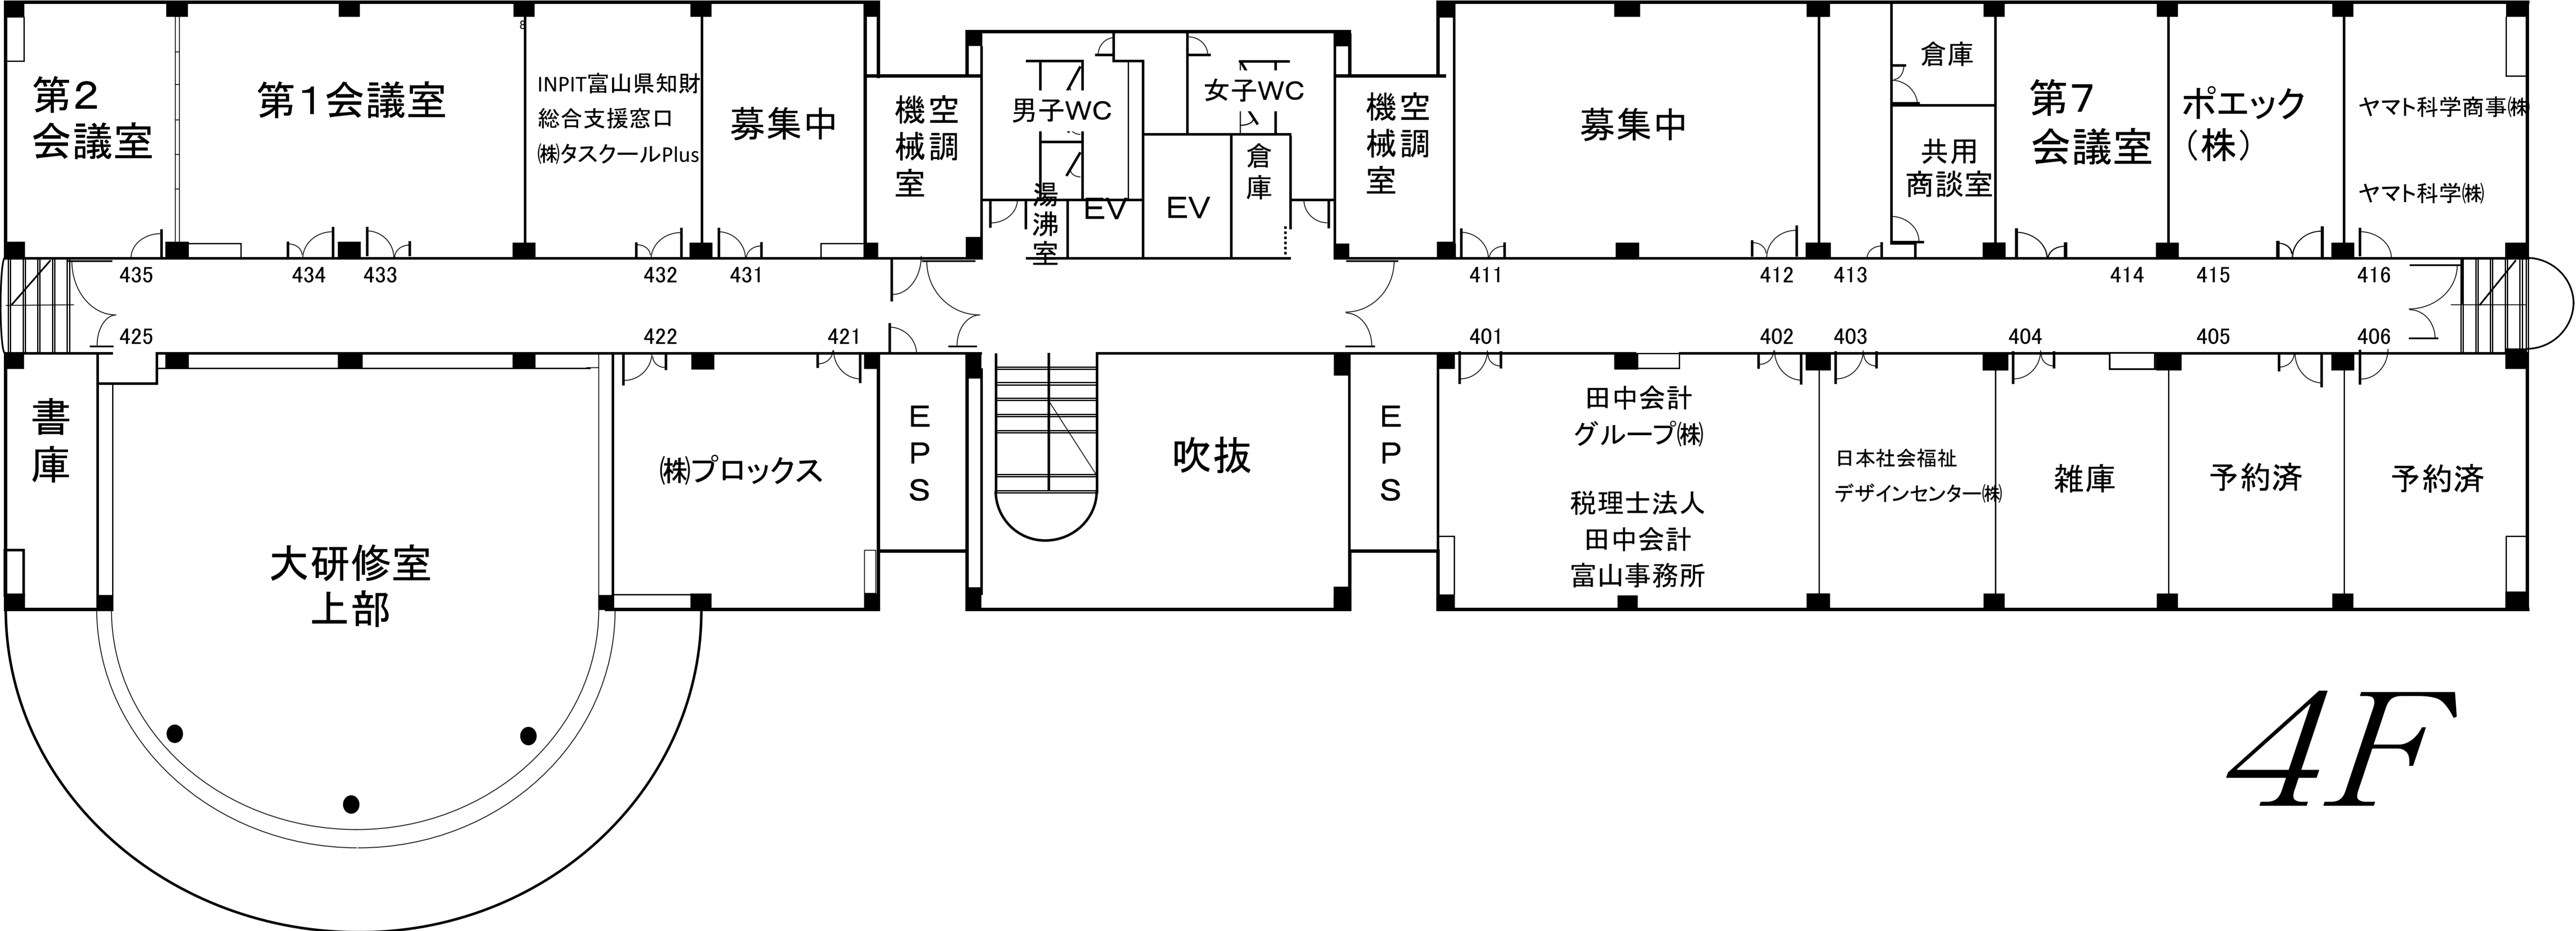 8
第2
会議室
第1会議室
INPIT富山県知財
総合支援窓口
㈱タスクールPlus
募集中
空調
機械室
男子WC
女子WC
湯沸室
EV
EV
倉庫
空調
機械室
募集中
倉庫
共用
商談室
第7
会議室
ポエック
(株)
ヤマト科学商事㈱
ヤマト科学㈱
435
434
433
432
431
411
412
413
414
415
416
425
422
421
401
402
403
404
405
406
書庫
大研修室
上部
㈱プロックス
EPS
吹抜
EPS
田中会計
グループ㈱
税理士法人
田中会計
富山事務所
日本社会福祉
デザインセンター㈱
雑庫
予約済
予約済
4F